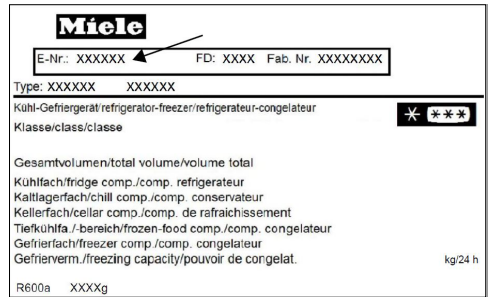 Miele
E-Nr.: XXXXXX FD: XXXX Fab. Nr. XXXXXXXX
Type: XXXXXX XXXXXX
Kühl-Gefriergerät/refrigerator-freezer/refrigerateur-congelateur
Klasse/class/classe
Gesamtvolumen/total volume/volume total
Kühlfach/fridge comp./comp. refrigerateur
Kaltlagerfach/chill comp./comp. conservateur
Kellerfach/cellar comp./comp. de rafraichissement
Tiefkühlfa./-bereich/frozen-food comp./comp. congelateur
Gefrierfach/freezer comp./comp. congelateur
Gefrierverm./freezing capacity/pouvoir de congelat. kg/24 h
R600a XXXXg